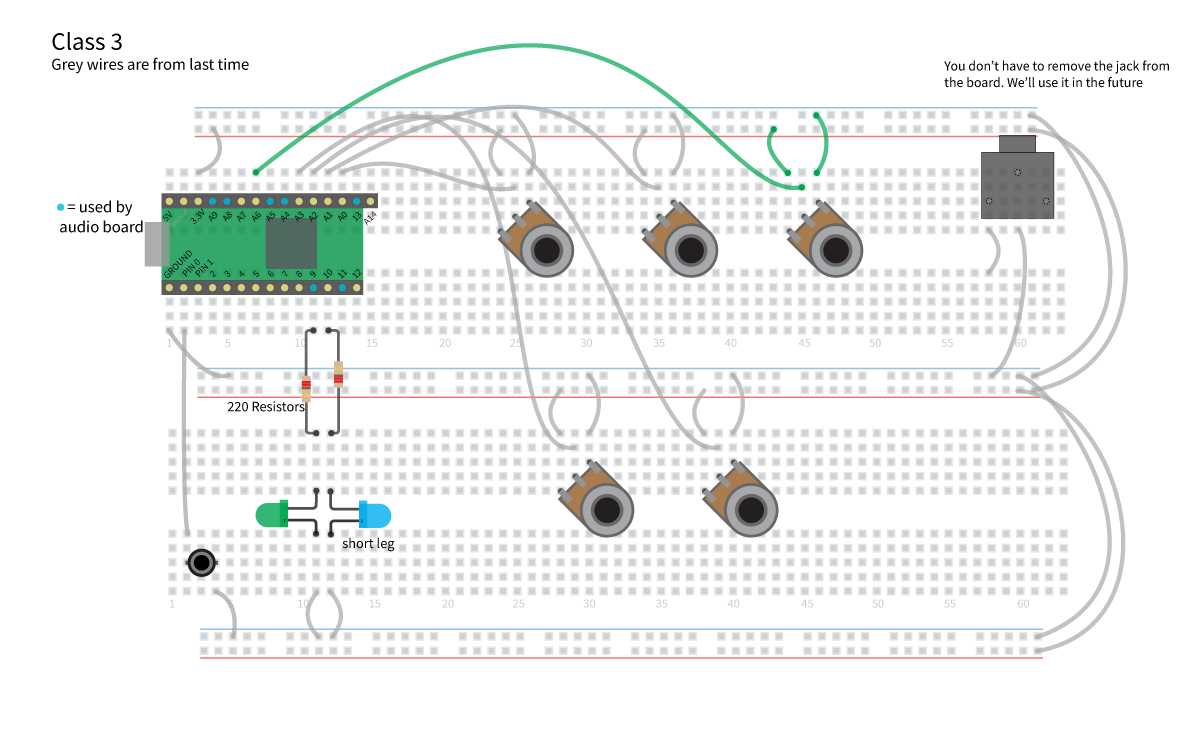 Class 3
Grey wires are from last time
You don’t have to remove the jack from
the board. We’ll use it in the future
= used by
audio board
5V 3.3V A9 A8 A7 A6 A5 A4 A3 A2 A1 A0 13 A14
GROUND PIN 0 PIN 1 2 3 4 5 6 7 8 9 10 11 12
1 5 10 15 20 25 30 35 40 45 50 55 60
220 Resistors
short leg
1 5 10 15 20 25 30 35 40 45 50 55 60